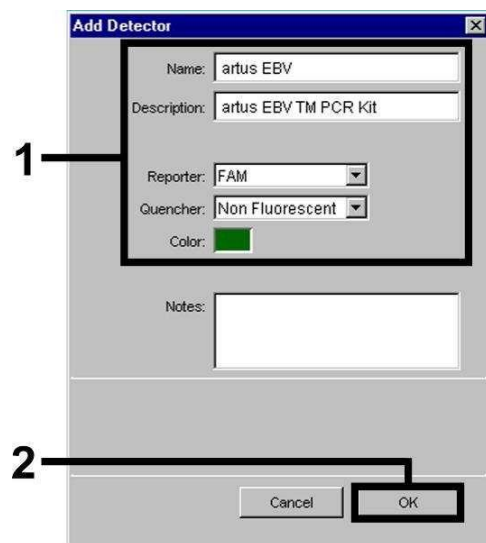 Add Detector
1
Name: artus EBV
Description: artus EBV TM PCR Kit
Reporter: FAM
Quencher: Non Fluorescent
Color:
Notes:
2
Cancel OK